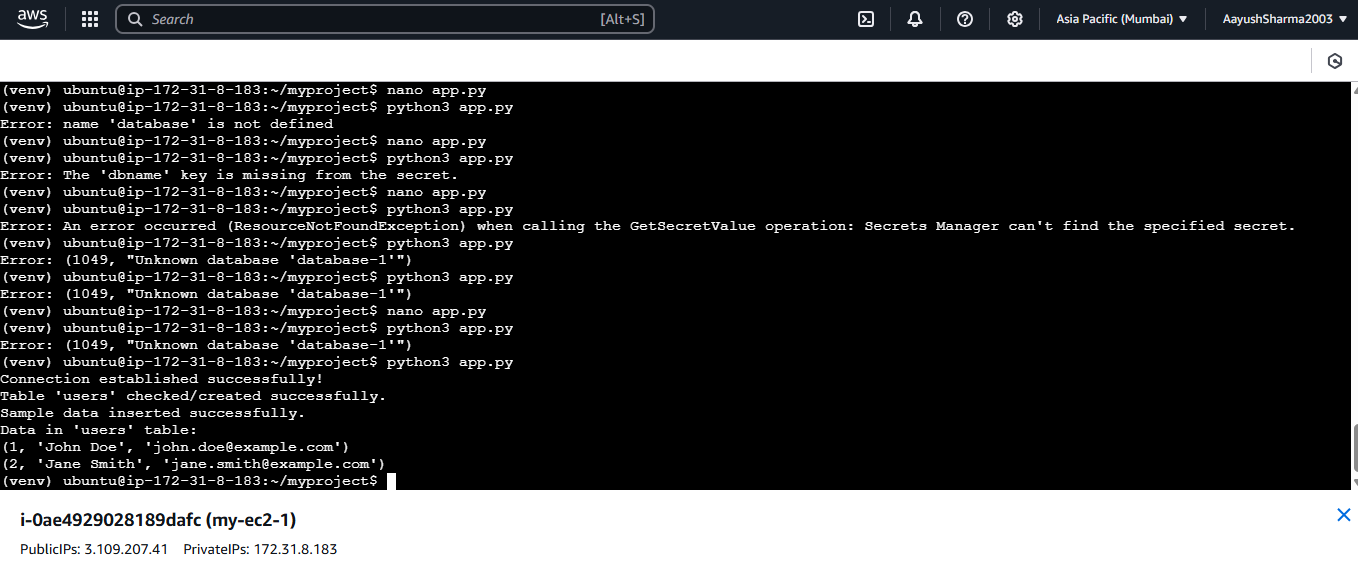 aws Search [Alt+S] Asia Pacific (Mumbai) AayushSharma2003
(venv) ubuntu@ip-172-31-8-183:~/myproject$ nano app.py
(venv) ubuntu@ip-172-31-8-183:~/myproject$ python3 app.py
Error: name 'database' is not defined
(venv) ubuntu@ip-172-31-8-183:~/myproject$ nano app.py
(venv) ubuntu@ip-172-31-8-183:~/myproject$ python3 app.py
Error: The 'dbname' key is missing from the secret.
(venv) ubuntu@ip-172-31-8-183:~/myproject$ nano app.py
(venv) ubuntu@ip-172-31-8-183:~/myproject$ python3 app.py
Error: An error occurred (ResourceNotFoundException) when calling the GetSecretValue operation: Secrets Manager can't find the specified secret.
(venv) ubuntu@ip-172-31-8-183:~/myproject$ python3 app.py
Error: (1049, "Unknown database 'database-1'")
(venv) ubuntu@ip-172-31-8-183:~/myproject$ python3 app.py
Error: (1049, "Unknown database 'database-1'")
(venv) ubuntu@ip-172-31-8-183:~/myproject$ nano app.py
(venv) ubuntu@ip-172-31-8-183:~/myproject$ python3 app.py
Error: (1049, "Unknown database 'database-1'")
(venv) ubuntu@ip-172-31-8-183:~/myproject$ python3 app.py
Connection established successfully!
Table 'users' checked/created successfully.
Sample data inserted successfully.
Data in 'users' table:
(1, 'John Doe', 'john.doe@example.com')
(2, 'Jane Smith', 'jane.smith@example.com')
(venv) ubuntu@ip-172-31-8-183:~/myproject$
i-0ae4929028189dafc (my-ec2-1)
PublicIPs: 3.109.207.41 PrivateIPs: 172.31.8.183